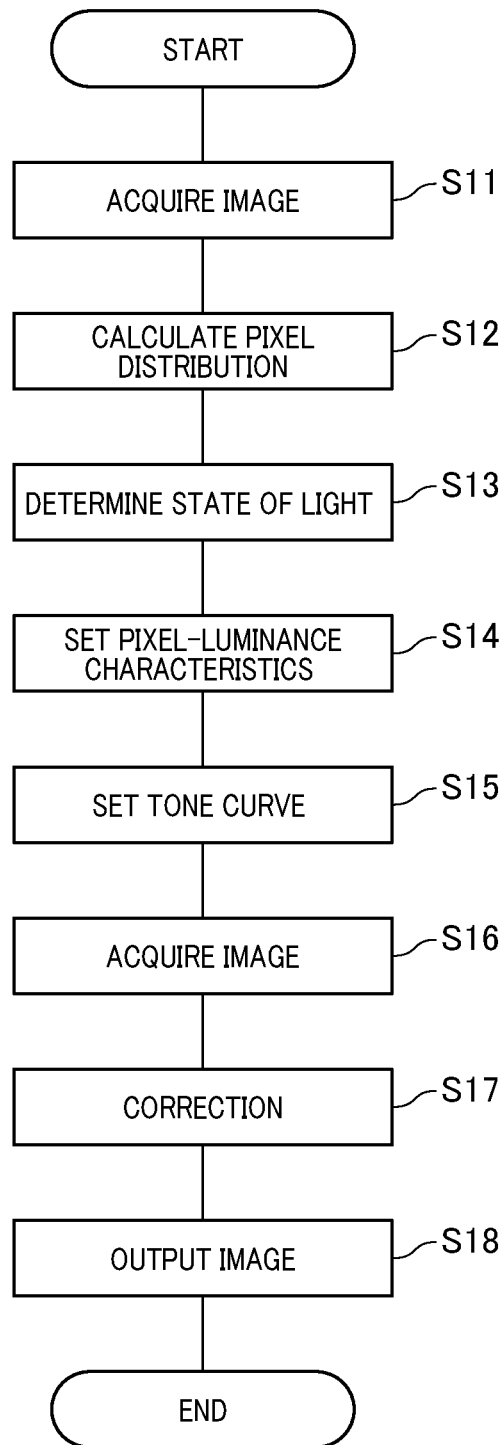 START
ACQUIRE IMAGE
S11
CALCULATE PIXEL
DISTRIBUTION
S12
DETERMINE STATE OF LIGHT
S13
SET PIXEL-LUMINANCE
CHARACTERISTICS
S14
SET TONE CURVE
S15
ACQUIRE IMAGE
S16
CORRECTION
S17
OUTPUT IMAGE
S18
END